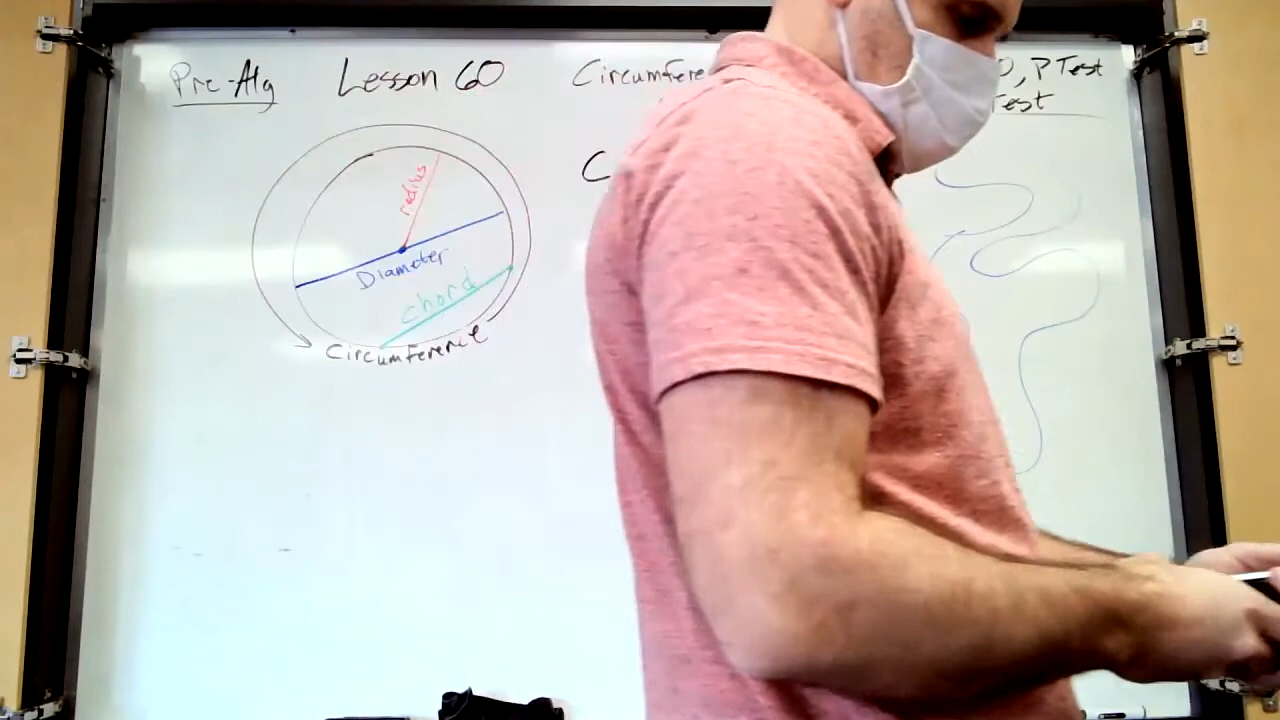 Pre-Alg Lesson 60 Circumfere O, P Test
Test
C
radius
Diameter
chord
Circumference